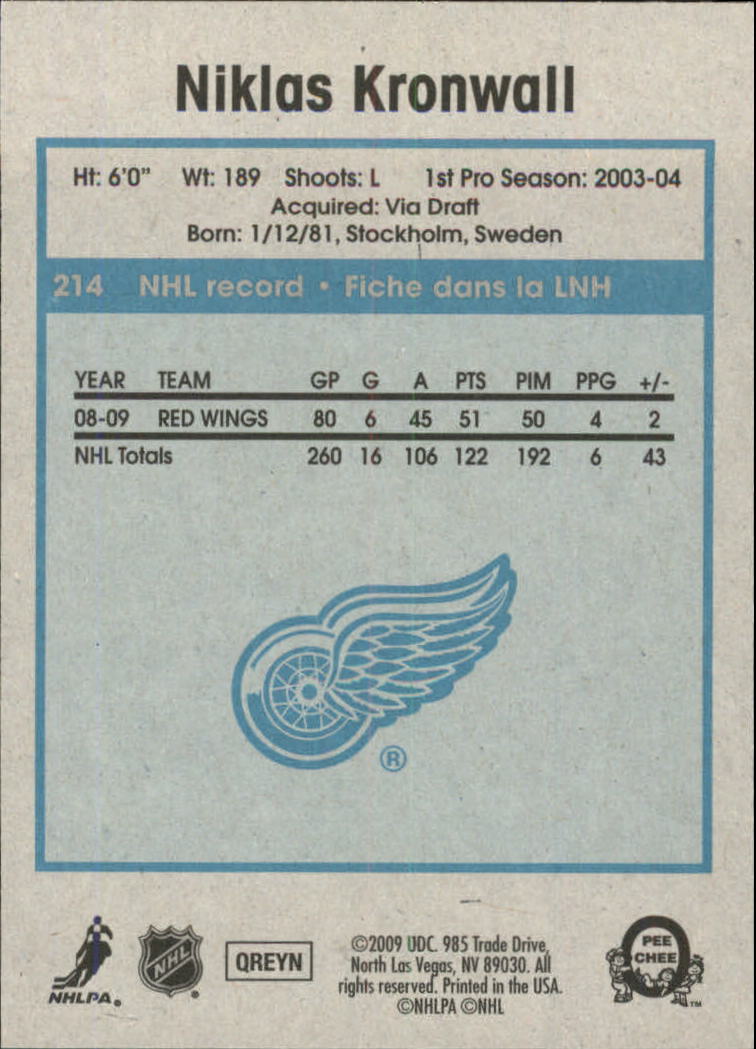 Niklas Kronwall
Ht: 6'0" Wt: 189 Shoots: L 1st Pro Season: 2003-04
Acquired: Via Draft
Born: 1/12/81, Stockholm, Sweden
214 NHL record • Fiche dans la LNH
YEAR TEAM GP G A PTS PIM PPG +/-
08-09 RED WINGS 80 6 45 51 50 4 2
NHL Totals 260 16 106 122 192 6 43
®
NHLPA®
NHL®
QREYN
©2009 UDC. 985 Trade Drive,
North Las Vegas, NV 89030. All
rights reserved. Printed in the USA.
©NHLPA ©NHL
O
PEE
CHEE
TM